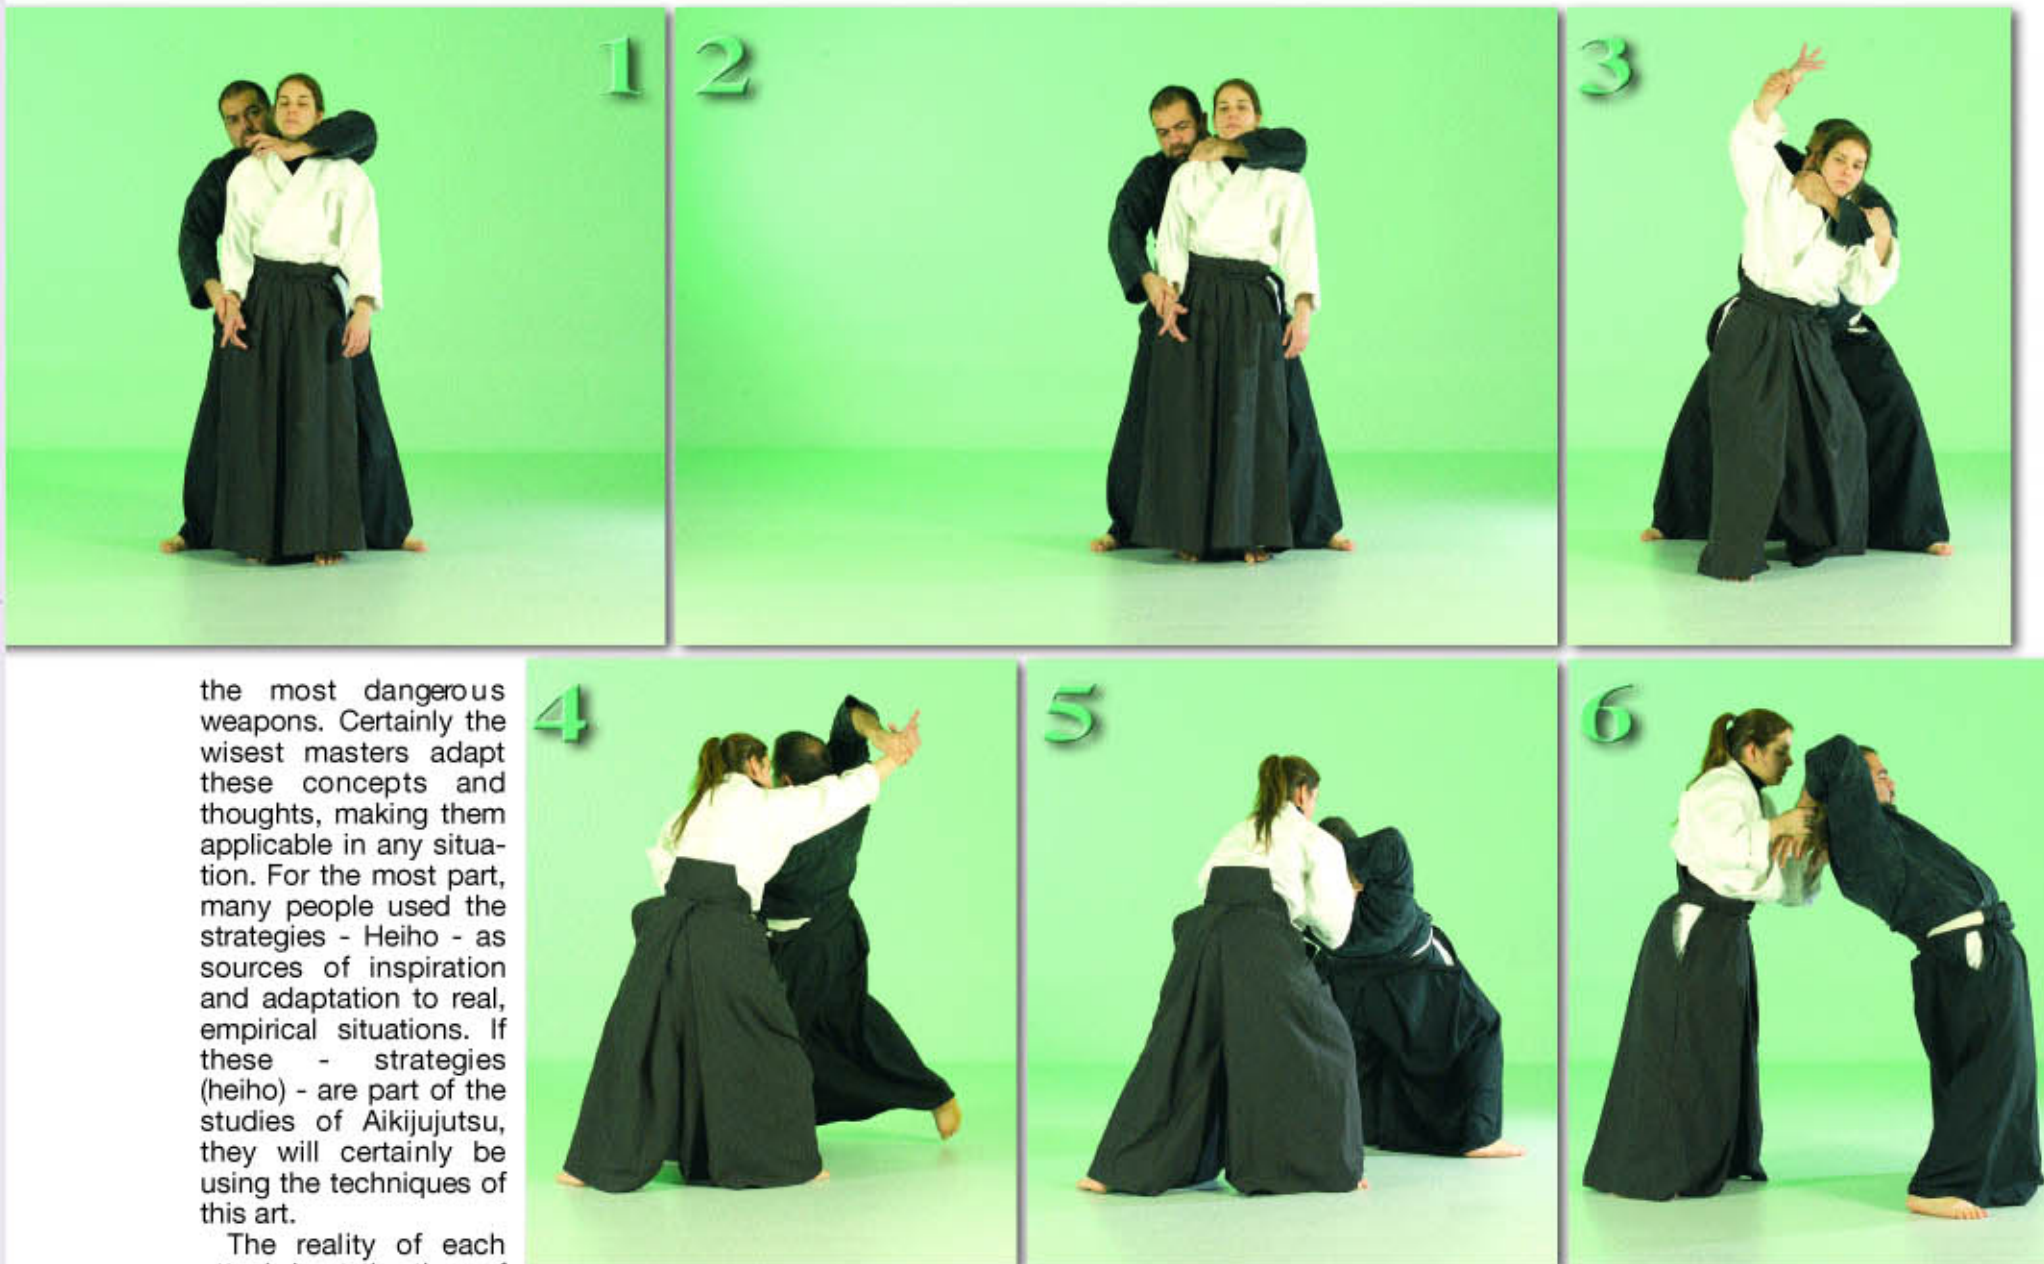 1
2
3
the most dangerous
weapons. Certainly the
wisest masters adapt
these concepts and
thoughts, making them
applicable in any situa-
tion. For the most part,
many people used the
strategies - Heiho - as
sources of inspiration
and adaptation to real,
empirical situations. If
these - strategies
(heiho) - are part of the
studies of Aikijujutsu,
they will certainly be
using the techniques of
this art.
The reality of each
4
5
6